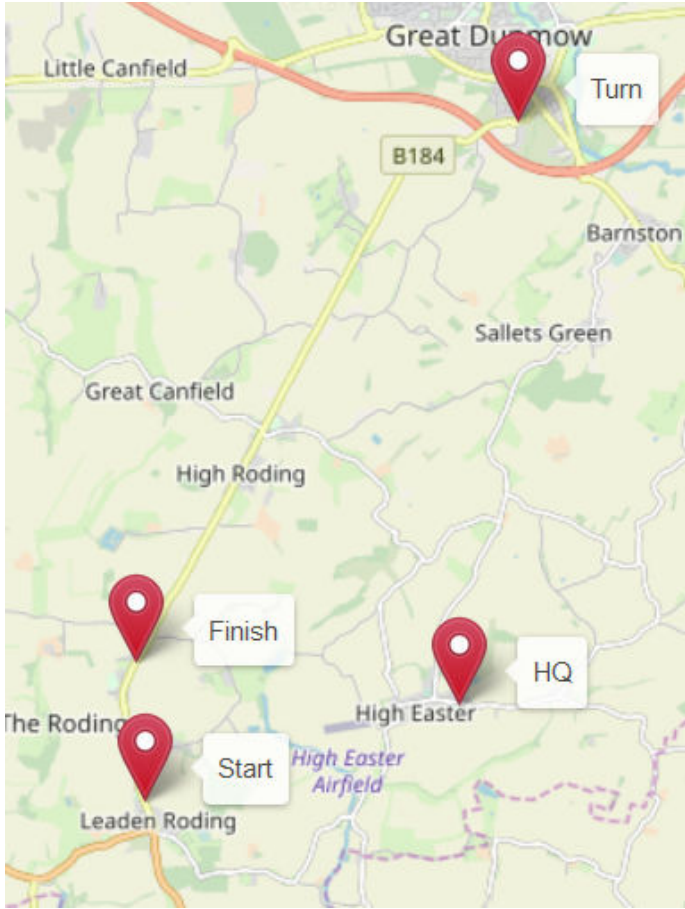 Great Dunmow
Little Canfield
Turn
B184
Barnston
Sallets Green
Great Canfield
High Roding
Finish
HQ
The Roding
High Easter
Start
High Easter
Airfield
Leaden Roding